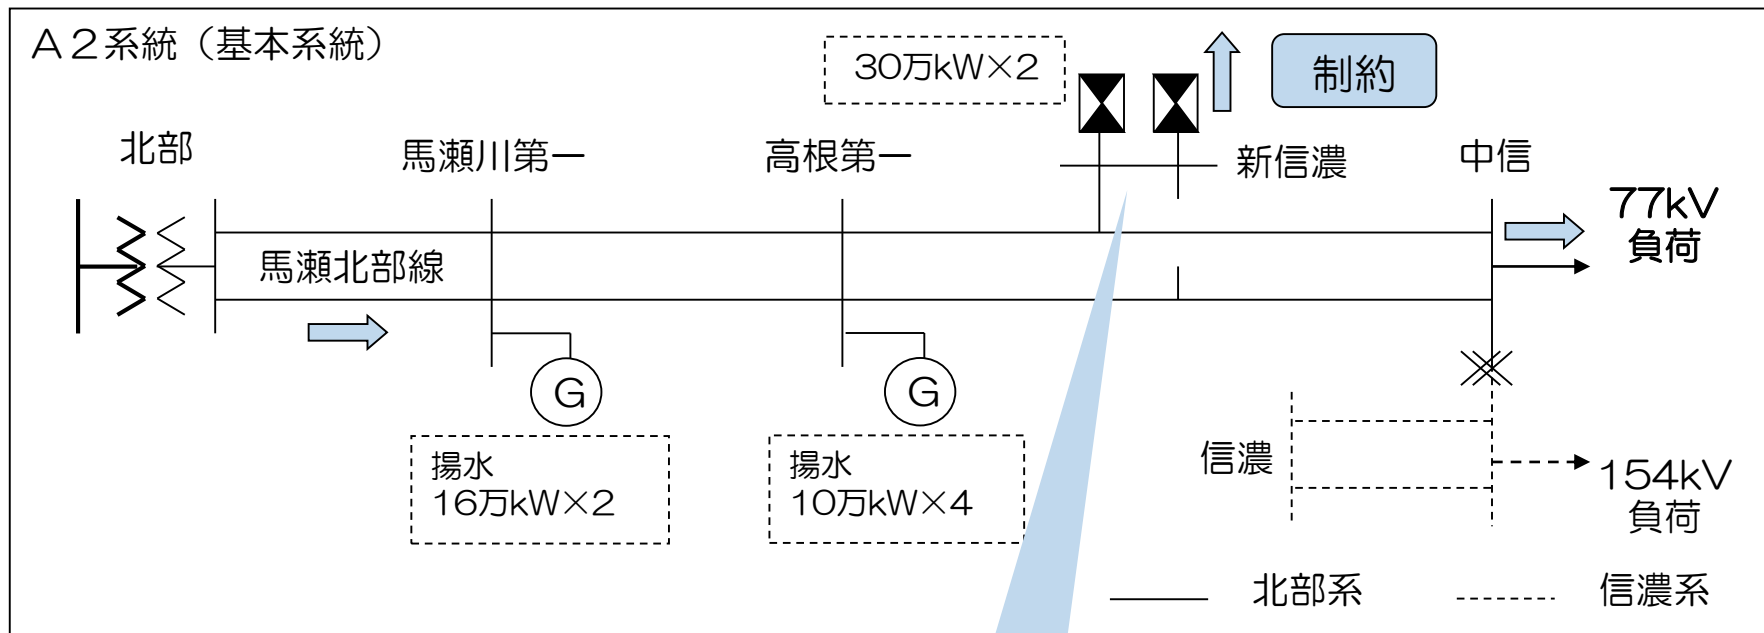 A2系統（基本系統）
30万kW×2
制約
北部
馬瀬川第一
高根第一
新信濃
中信
77kV
負荷
馬瀬北部線
G
G
揚水
16万kW×2
揚水
10万kW×4
信濃
154kV
負荷
北部系
信濃系